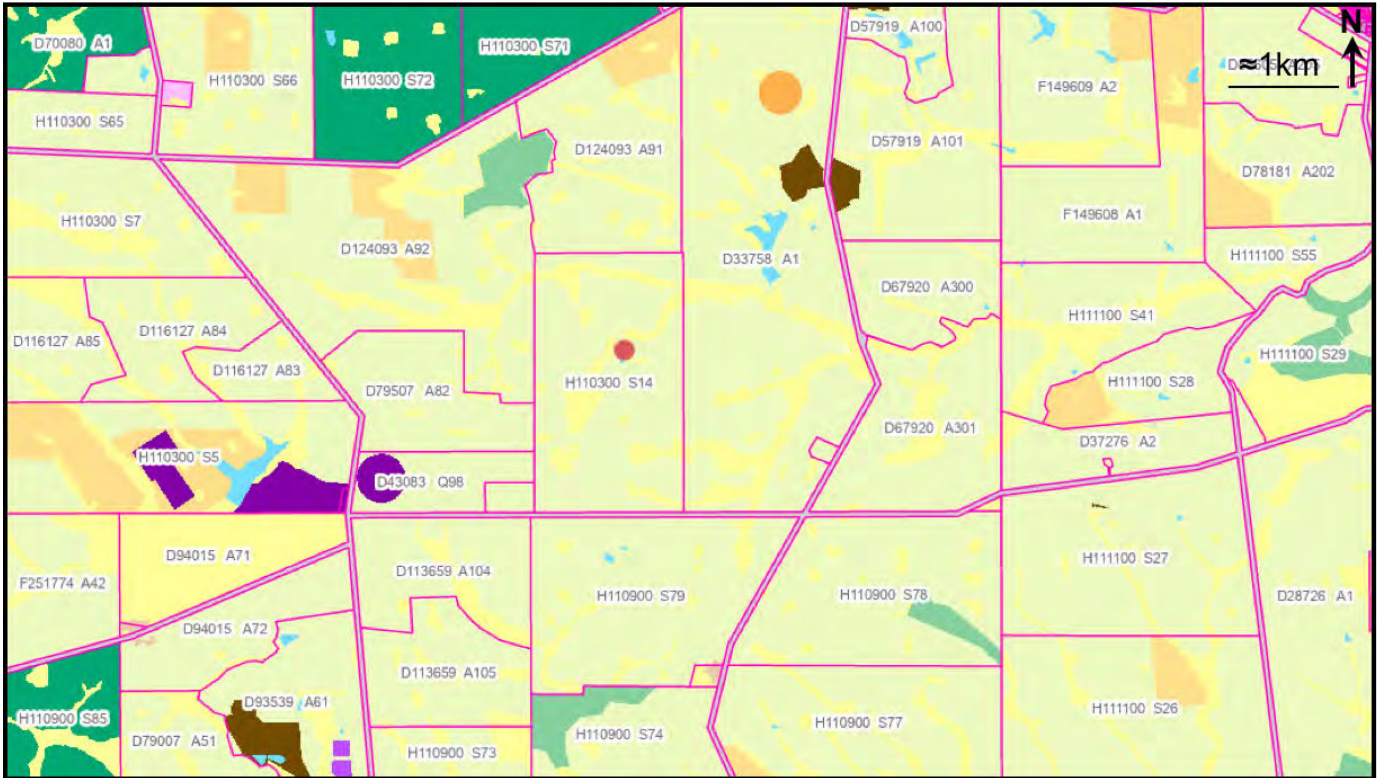 D57919 A100
N
D70080 A1
H110300 S71
H110300 S66
H110300 S72
≈1km
F149609 A2
H110300 S65
D57919 A101
D124093 A91
D78181 A202
H110300 S7
F149608 A1
D124093 A92
D33758 A1
H111100 S55
D67920 A300
H111100 S41
D116127 A84
D116127 A85
H111100 S29
D116127 A83
H110300 S14
H111100 S28
D79507 A82
D67920 A301
D37276 A2
H110300 S5
D43083 Q98
D94015 A71
H111100 S27
D113659 A104
F251774 A42
H110900 S79
H110900 S78
D28726 A1
D94015 A72
D113659 A105
D93539 A61
H111100 S26
H110900 S85
H110900 S77
H110900 S74
D79007 A51
H110900 S73